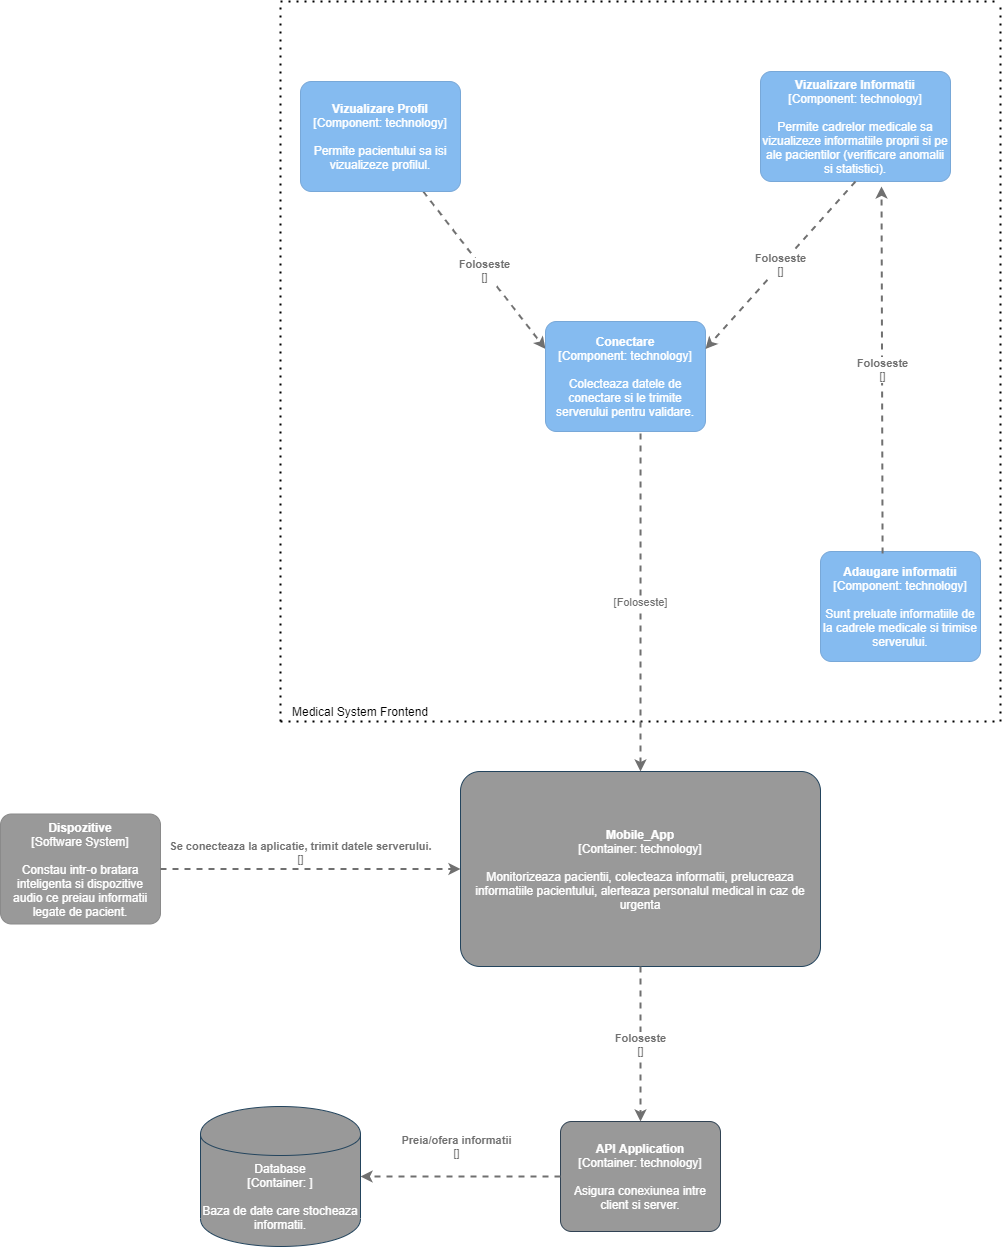 Vizualizare Profil
[Component: technology]
Permite pacientului sa isi
vizualizeze profilul.
Vizualizare Informatii
[Component: technology]
Permite cadrelor medicale sa
vizualizeze informatiile proprii si pe
ale pacientilor (verificare anomalii
si statistici).
Foloseste
[]
Foloseste
[]
Conectare
[Component: technology]
Colecteaza datele de
conectare si le trimite
serverului pentru validare.
Foloseste
[]
[Foloseste]
Adaugare informatii
[Component: technology]
Sunt preluate informatiile de
la cadrele medicale si trimise
serverului.
Medical System Frontend
Dispozitive
[Software System]
Constau intr-o bratara
inteligenta si dispozitive
audio ce preiau informatii
legate de pacient.
Se conecteaza la aplicatie, trimit datele serverului.
[]
Mobile_App
[Container: technology]
Monitorizeaza pacientii, colecteaza informatii, prelucreaza
informatiile pacientului, alerteaza personalul medical in caz de
urgenta
Foloseste
[]
Database
[Container: ]
Baza de date care stocheaza
informatii.
Preia/ofera informatii
[]
API Application
[Container: technology]
Asigura conexiunea intre
client si server.